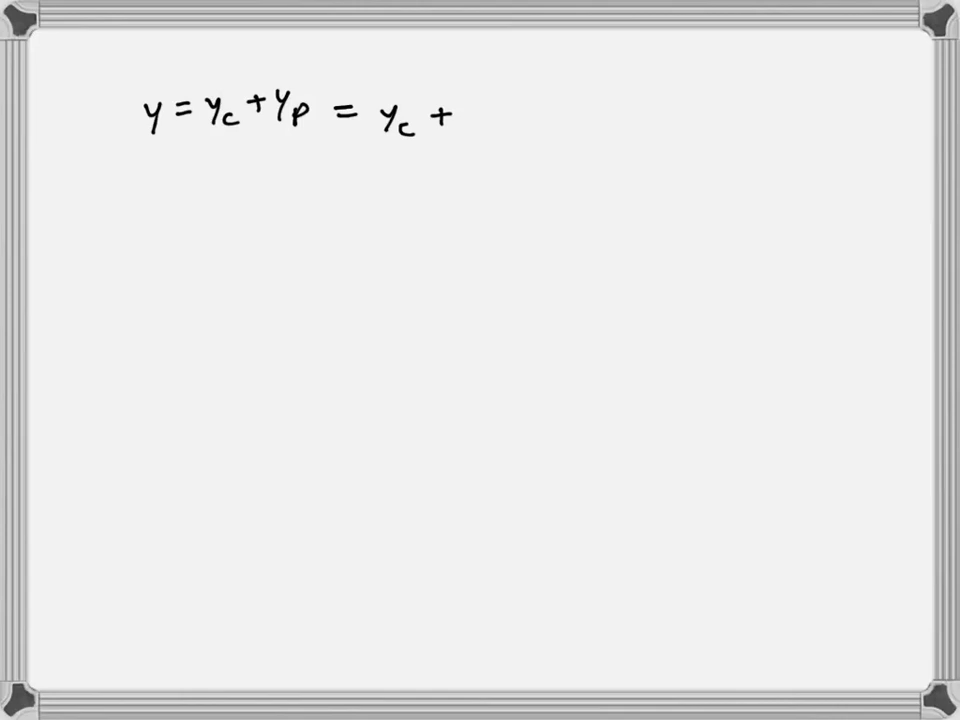 y = y_c + y_p = y_c +